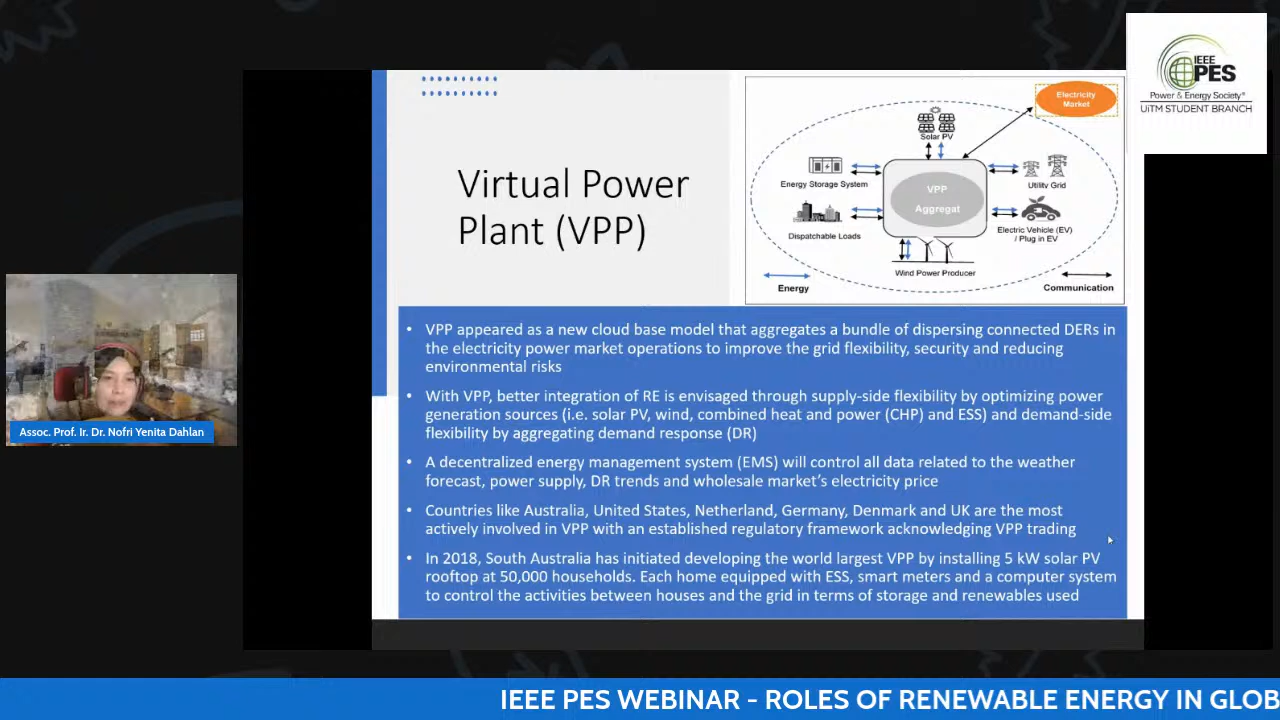 IEEE
PES
Power & Energy Society®
UiTM STUDENT BRANCH
Virtual Power
Plant (VPP)
Electricity
Market
Solar PV
Energy Storage System
Utility Grid
VPP
Aggregat
Dispatchable Loads
Electric Vehicle (EV)
/ Plug in EV
Wind Power Producer
Energy
Communication
• VPP appeared as a new cloud base model that aggregates a bundle of dispersing connected DERs in
the electricity power market operations to improve the grid flexibility, security and reducing
environmental risks
• With VPP, better integration of RE is envisaged through supply-side flexibility by optimizing power
generation sources (i.e. solar PV, wind, combined heat and power (CHP) and ESS) and demand-side
flexibility by aggregating demand response (DR)
• A decentralized energy management system (EMS) will control all data related to the weather
forecast, power supply, DR trends and wholesale market's electricity price
• Countries like Australia, United States, Netherland, Germany, Denmark and UK are the most
actively involved in VPP with an established regulatory framework acknowledging VPP trading
• In 2018, South Australia has initiated developing the world largest VPP by installing 5 kW solar PV
rooftop at 50,000 households. Each home equipped with ESS, smart meters and a computer system
to control the activities between houses and the grid in terms of storage and renewables used
Assoc. Prof. Ir. Dr. Nofri Yenita Dahlan
IEEE PES WEBINAR - ROLES OF RENEWABLE ENERGY IN GLOB